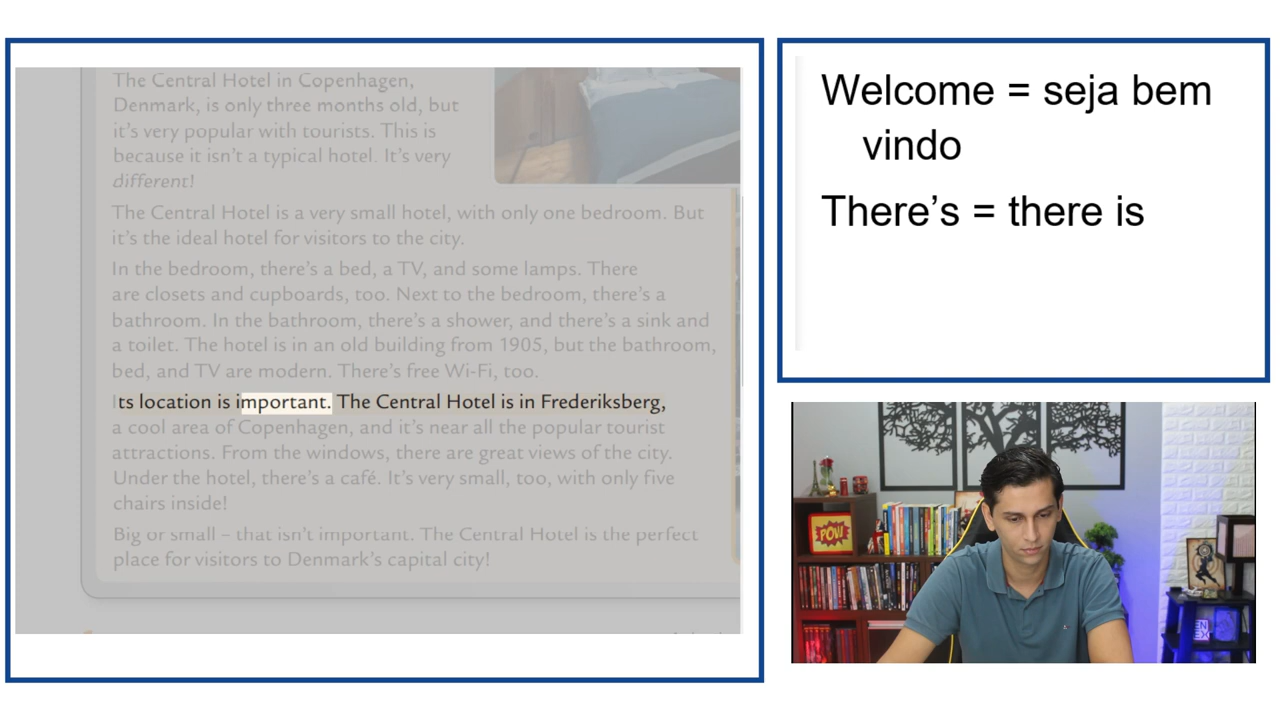 The Central Hotel in Copenhagen,
Denmark, is only three months old, but
it's very popular with tourists. This is
because it isn't a typical hotel. It's very
different!
The Central Hotel is a very small hotel, with only one bedroom. But
it's the ideal hotel for visitors to the city.
In the bedroom, there's a bed, a TV, and some lamps. There
are closets and cupboards, too. Next to the bedroom, there's a
bathroom. In the bathroom, there's a shower, and there's a sink and
a toilet. The hotel is in an old building from 1905, but the bathroom,
bed, and TV are modern. There's free Wi-Fi, too.
Its location is important. The Central Hotel is in Frederiksberg,
a cool area of Copenhagen, and it's near all the popular tourist
attractions. From the windows, there are great views of the city.
Under the hotel, there's a café. It's very small, too, with only five
chairs inside!
Big or small – that isn't important. The Central Hotel is the perfect
place for visitors to Denmark's capital city!
Welcome = seja bem
vindo
There's = there is
POW!